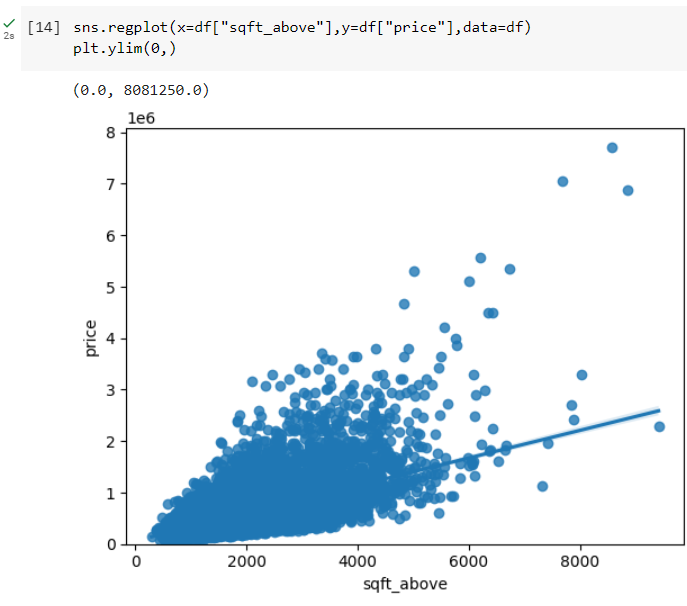 [14] sns.regplot(x=df["sqft_above"],y=df["price"],data=df)
2s
plt.ylim(0,)
(0.0, 8081250.0)
1e6
8
7
6
5
4
3
2
1
0
price
0 2000 4000 6000 8000
sqft_above